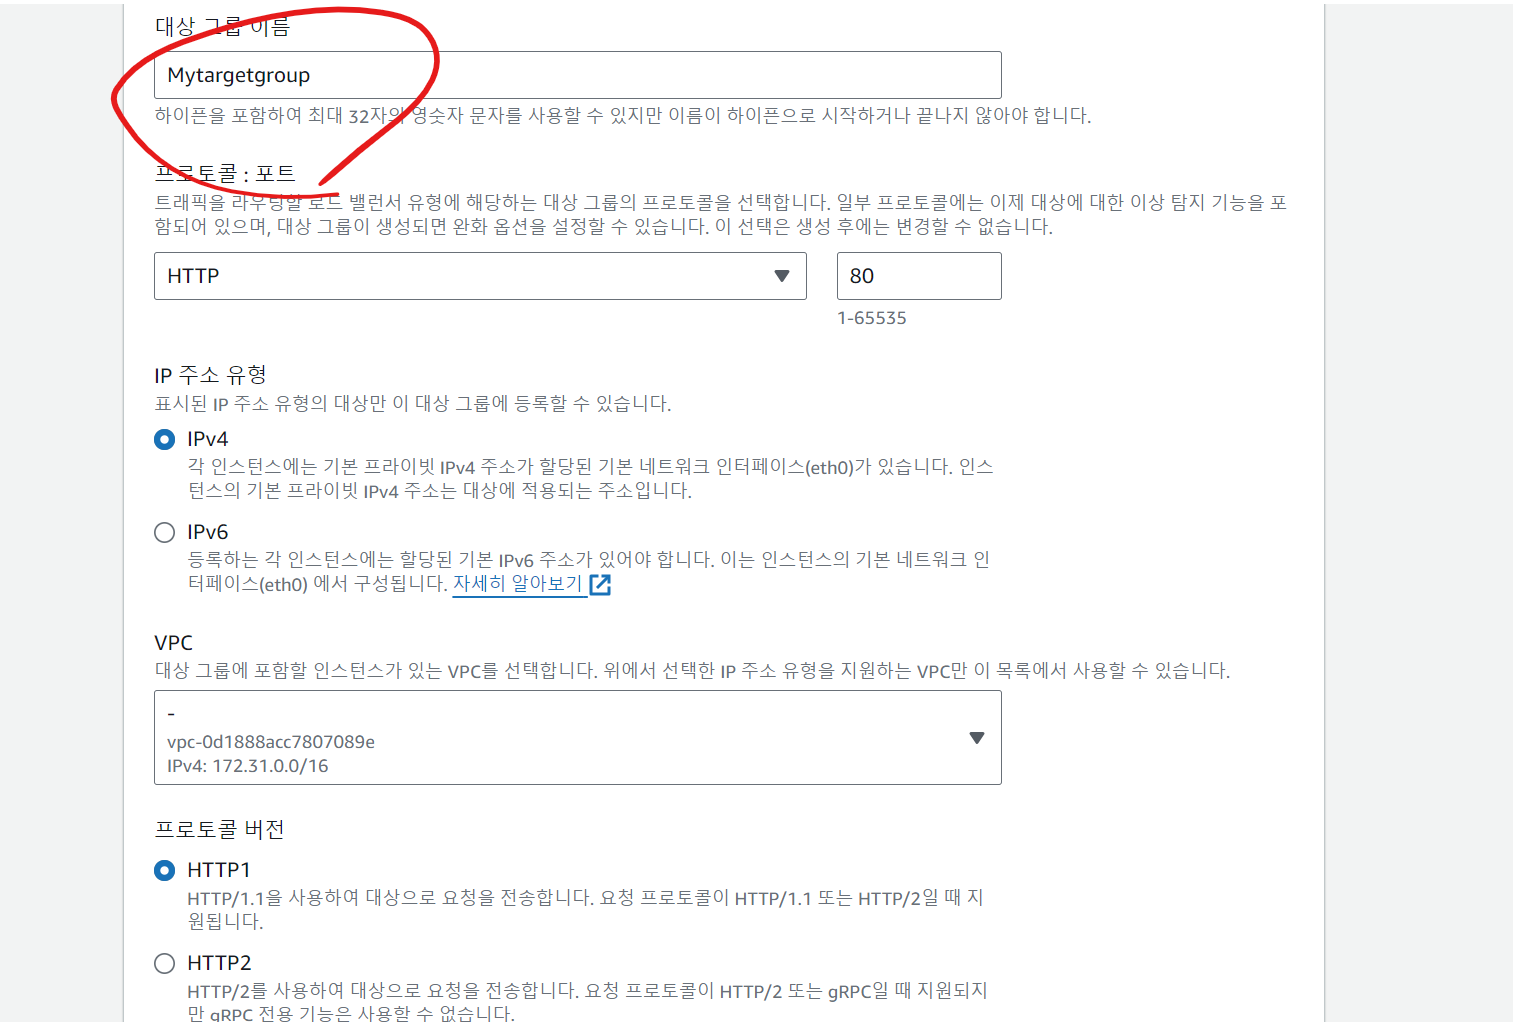 대상 그룹 이름
Mytargetgroup
하이픈을 포함하여 최대 32자의 영숫자 문자를 사용할 수 있지만 이름이 하이픈으로 시작하거나 끝나지 않아야 합니다.
프로토콜 : 포트
트래픽을 라우팅할 로드 밸런서 유형에 해당하는 대상 그룹의 프로토콜을 선택합니다. 일부 프로토콜에는 이제 대상에 대한 이상 탐지 기능을 포
함되어 있으며, 대상 그룹이 생성되면 완화 옵션을 설정할 수 있습니다. 이 선택은 생성 후에는 변경할 수 없습니다.
HTTP
80
1-65535
IP 주소 유형
표시된 IP 주소 유형의 대상만 이 대상 그룹에 등록할 수 있습니다.
IPv4
각 인스턴스에는 기본 프라이빗 IPv4 주소가 할당된 기본 네트워크 인터페이스(eth0)가 있습니다. 인스
턴스의 기본 프라이빗 IPv4 주소는 대상에 적용되는 주소입니다.
IPv6
등록하는 각 인스턴스에는 할당된 기본 IPv6 주소가 있어야 합니다. 이는 인스턴스의 기본 네트워크 인
터페이스(eth0) 에서 구성됩니다. 자세히 알아보기
VPC
대상 그룹에 포함할 인스턴스가 있는 VPC를 선택합니다. 위에서 선택한 IP 주소 유형을 지원하는 VPC만 이 목록에서 사용할 수 있습니다.
-
vpc-0d1888acc7807089e
IPv4: 172.31.0.0/16
프로토콜 버전
HTTP1
HTTP/1.1을 사용하여 대상으로 요청을 전송합니다. 요청 프로토콜이 HTTP/1.1 또는 HTTP/2일 때 지
원됩니다.
HTTP2
HTTP/2를 사용하여 대상으로 요청을 전송합니다. 요청 프로토콜이 HTTP/2 또는 gRPC일 때 지원되지
만 gRPC 전용 기능은 사용할 수 없습니다.